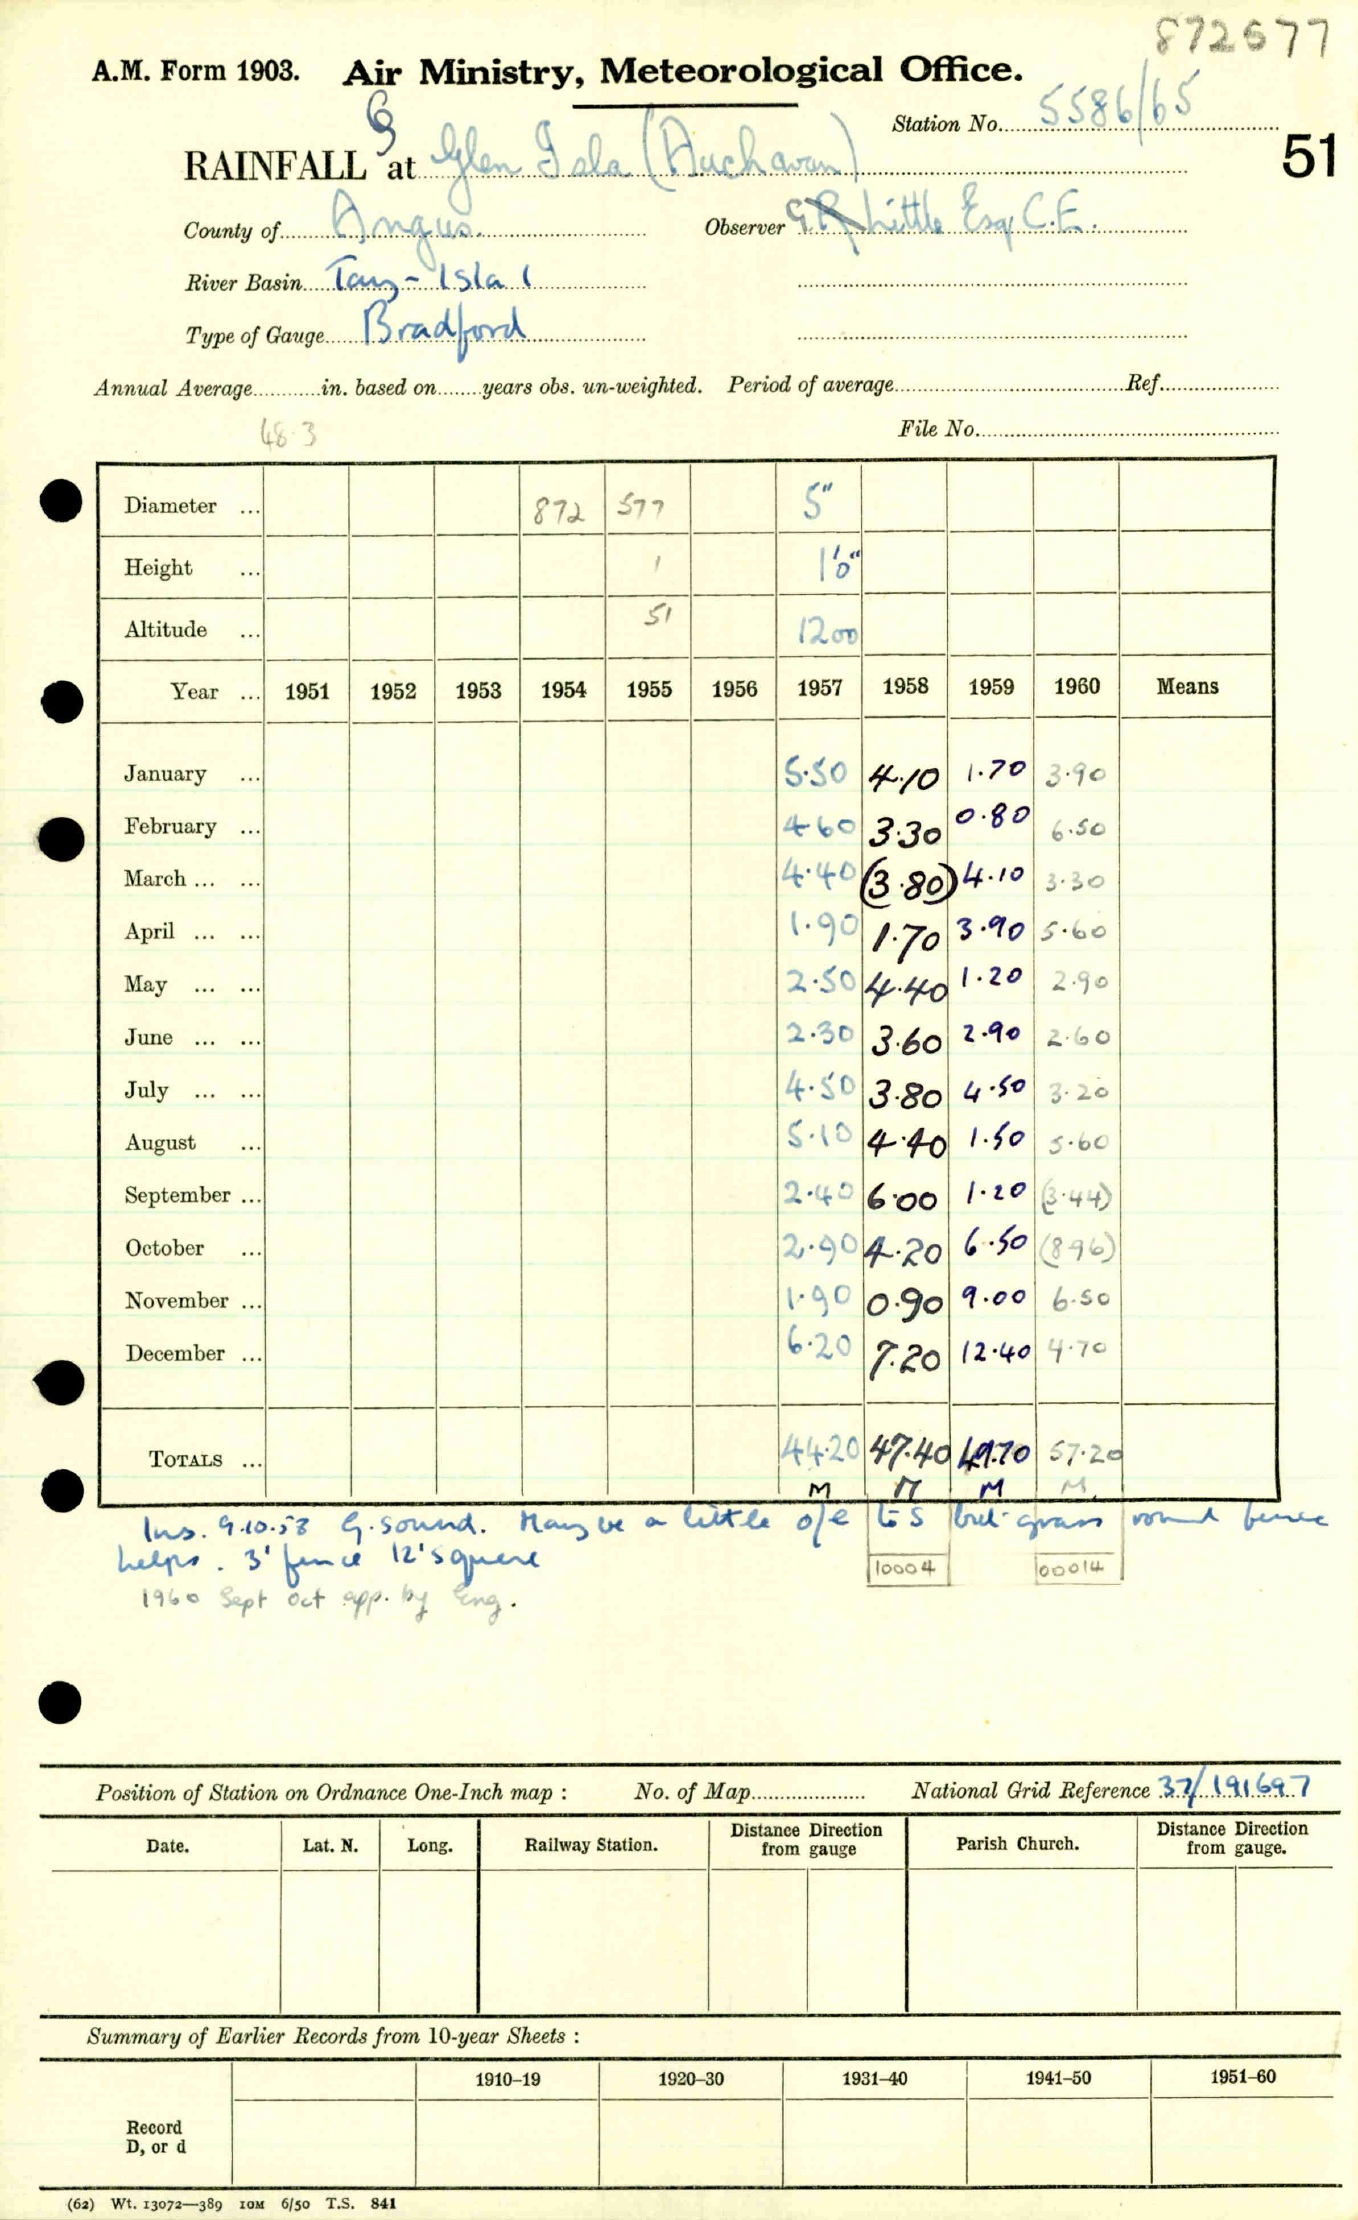 872577
A.M. Form 1903. Air Ministry, Meteorological Office.
Station No. 5586/65
51
RAINFALL at Glen Isla (Auchavan)
County of Angus. Observer G.R. Little Esq. C.E.
River Basin Tay - Isla 1
Type of Gauge Bradford
Annual Average in. based on years obs. un-weighted. Period of average Ref.
48.3 File No.
Diameter ... 872 577 5"
Height ... 1 1'0"
Altitude ... 51 1200
Year ... 1951 1952 1953 1954 1955 1956 1957 1958 1959 1960 Means
January ... 5.50 4.10 1.70 3.90
February ... 4.60 3.30 0.80 6.50
March ... ... 4.40 (3.80) 4.10 3.30
April ... ... 1.90 1.70 3.90 5.60
May ... ... 2.50 4.40 1.20 2.90
June ... ... 2.30 3.60 2.90 2.60
July ... ... 4.50 3.80 4.50 3.20
August ... 5.10 4.40 1.50 5.60
September ... 2.40 6.00 1.20 (3.44)
October ... 2.90 4.20 6.50 (8.96)
November ... 1.90 0.90 9.00 6.50
December ... 6.20 7.20 12.40 4.70
TOTALS ... 44.20 47.40 49.70 57.20
M M M M
Ins. 9.10.58 G. sound. May be a little o/e to S but grass round fence
helps. 3' fence 12' square
10004 00014
1960 Sept Oct app. by Eng.
Position of Station on Ordnance One-Inch map : No. of Map National Grid Reference 37/191697
Date. Lat. N. Long. Railway Station. Distance Direction from gauge Parish Church. Distance Direction from gauge.
Summary of Earlier Records from 10-year Sheets :
1910–19 1920–30 1931–40 1941–50 1951–60
Record
D, or d
(62) Wt. 13072—389 10M 6/50 T.S. 841